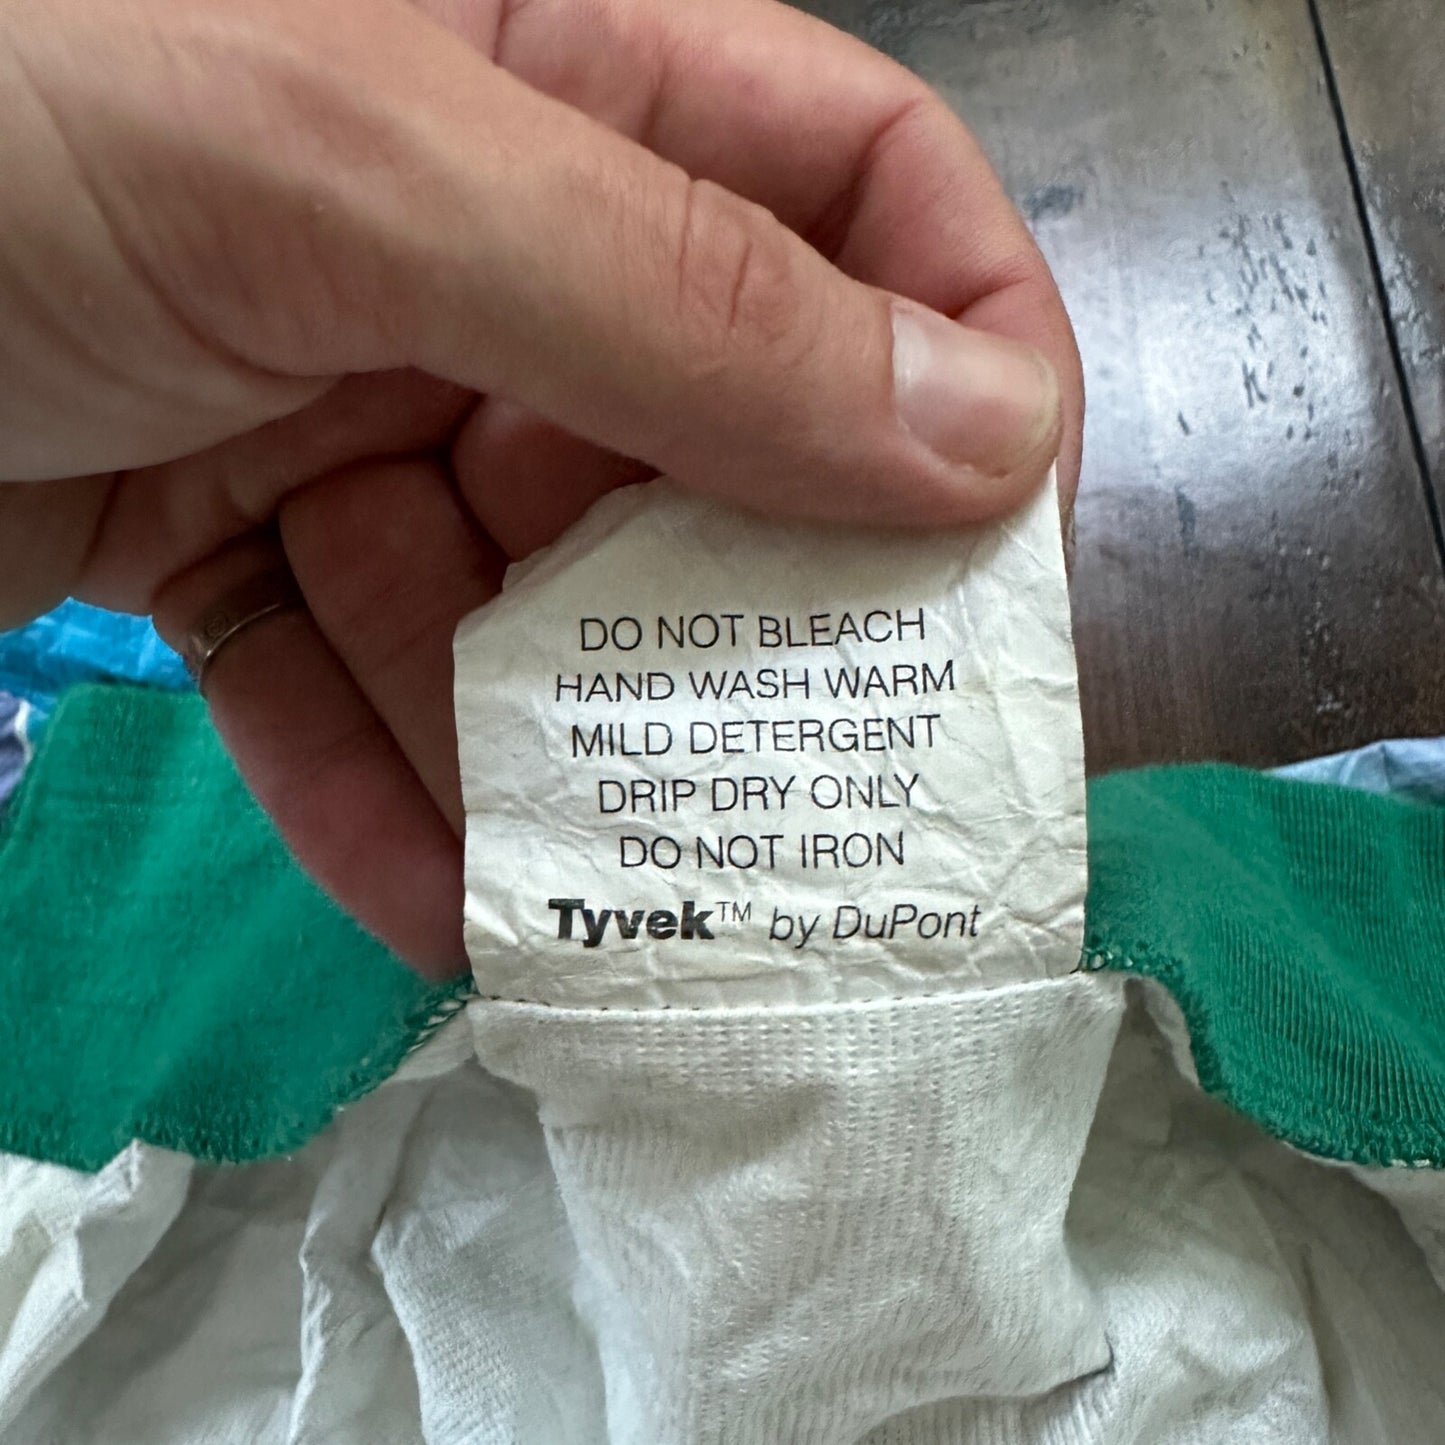 DO NOT BLEACH
HAND WASH WARM
MILD DETERGENT
DRIP DRY ONLY
DO NOT IRON
Tyvek™ by DuPont